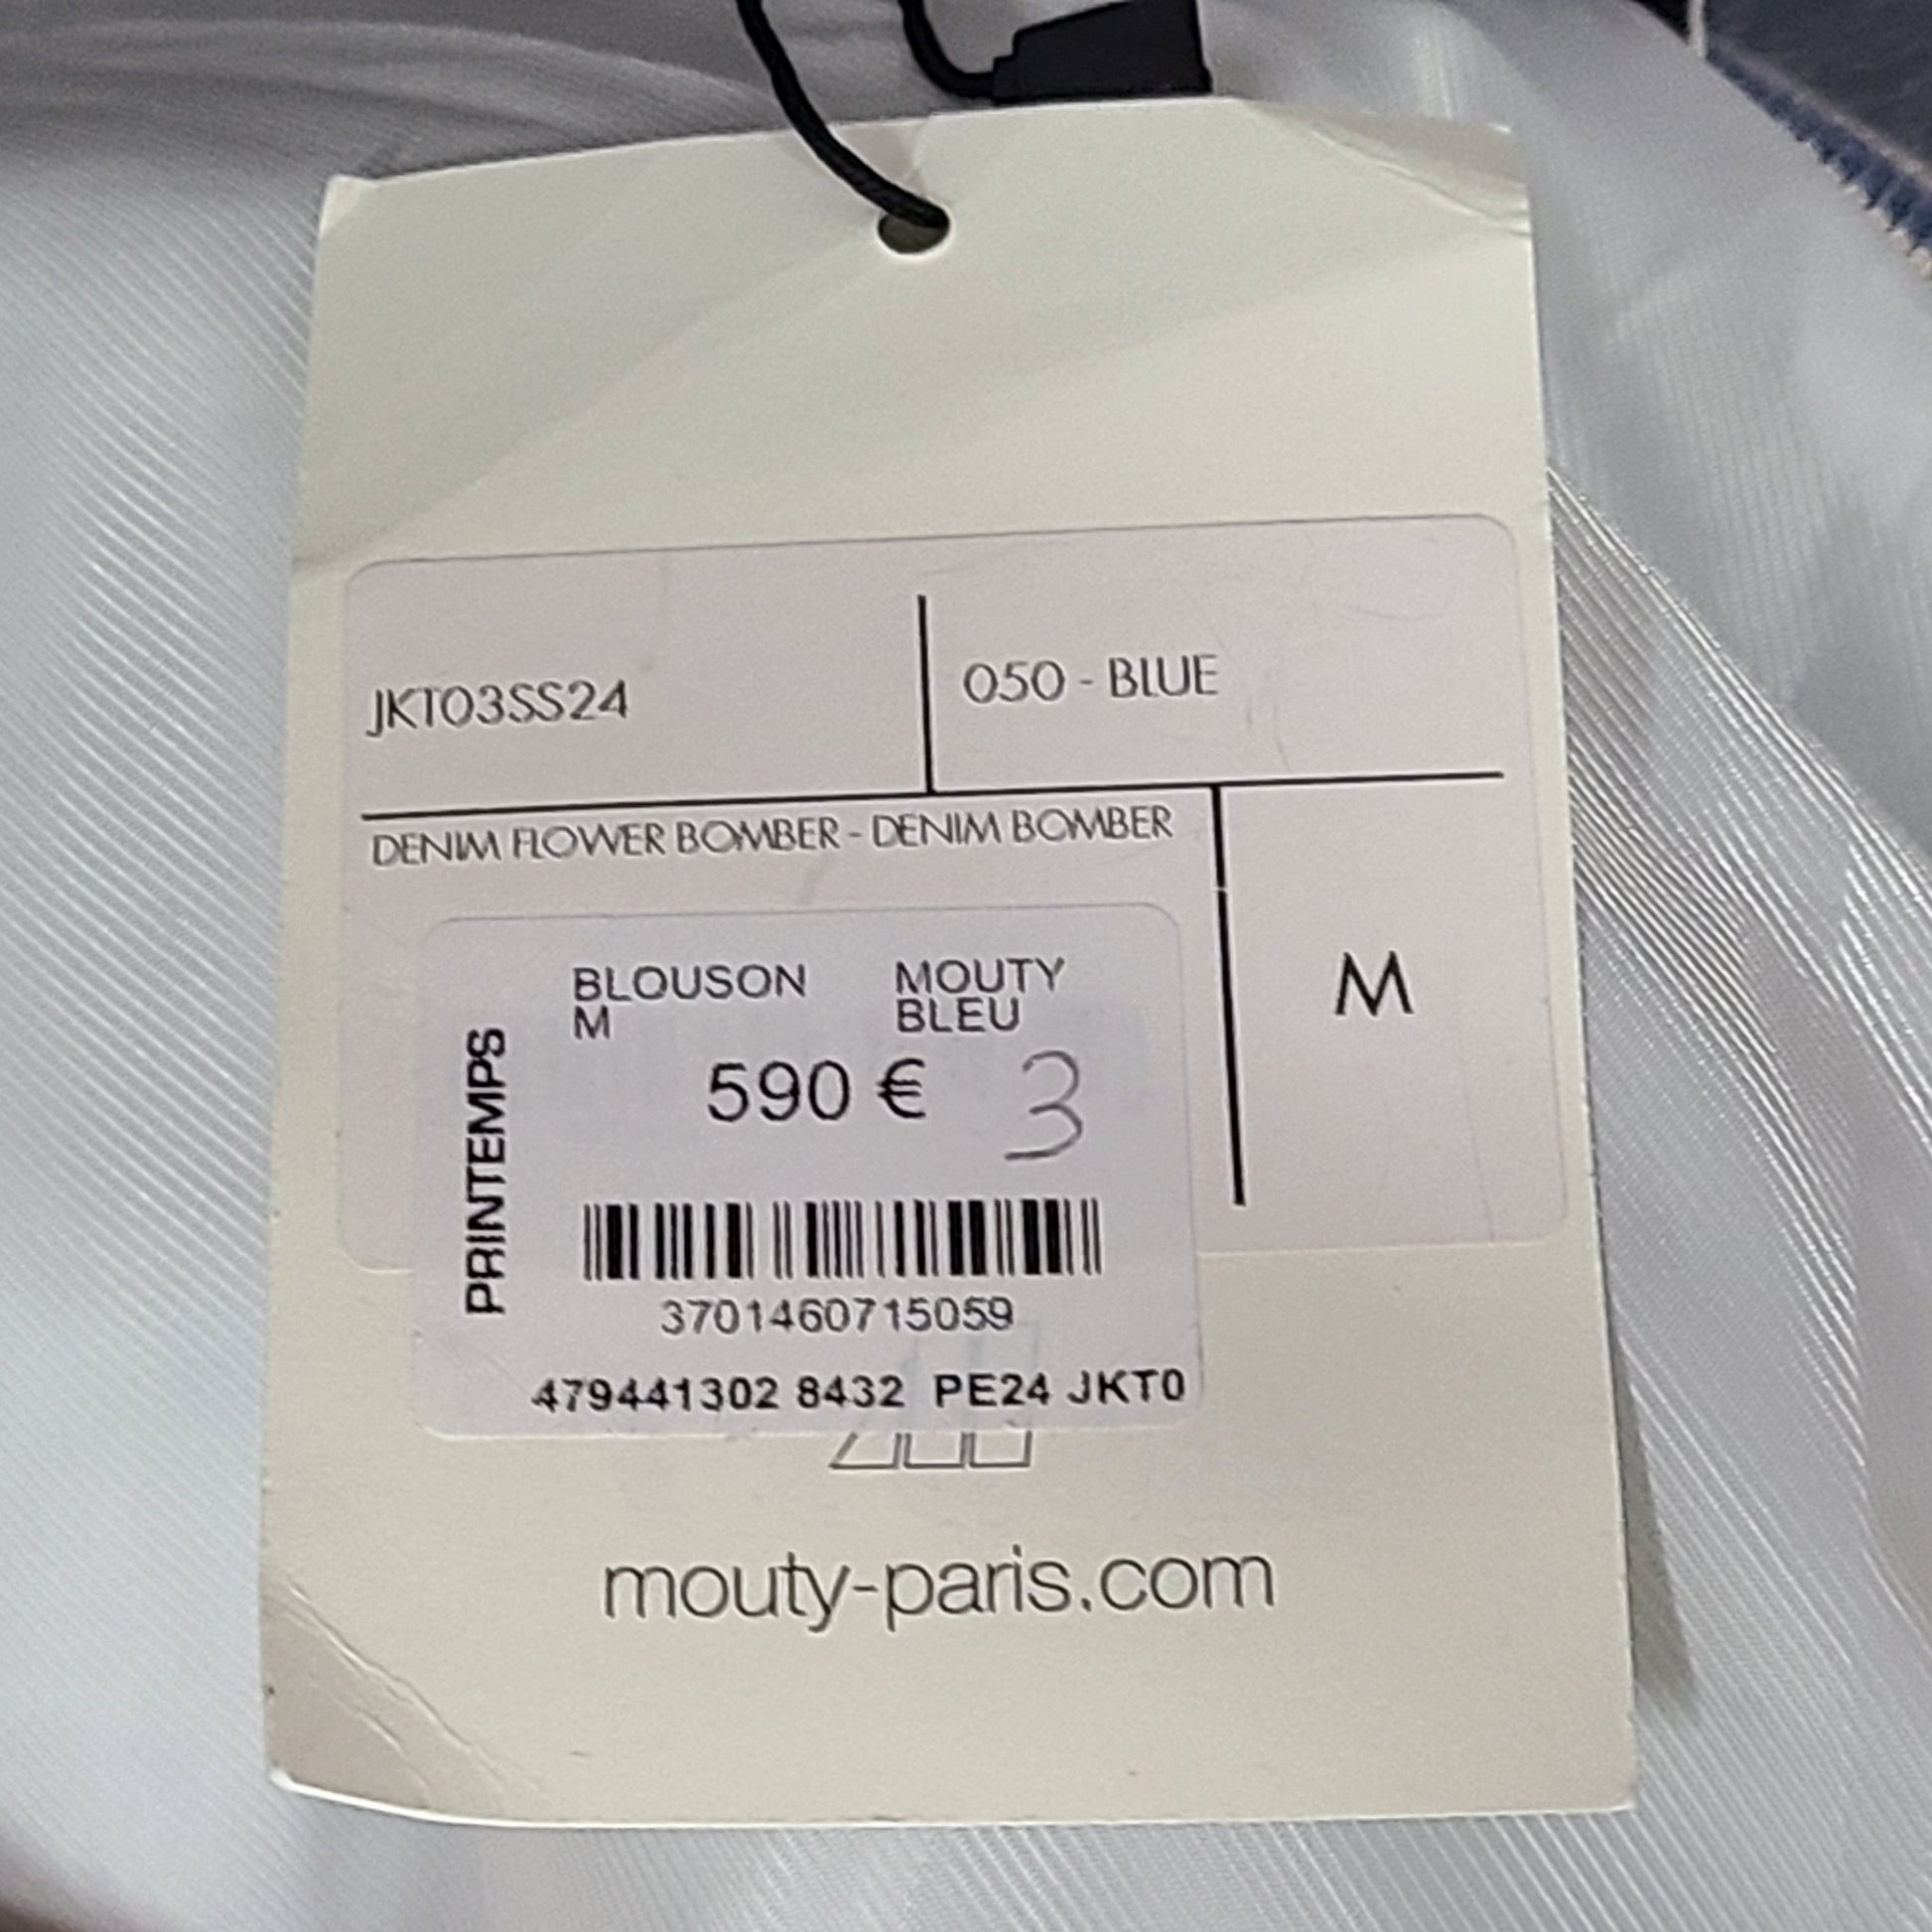 JKT03SS24
050 - BLUE
DENIM FLOWER BOMBER - DENIM BOMBER
M
BLOUSON MOUTY
M BLEU
590 € 3
PRINTEMPS
3701460715059
479441302 8432 PE24 JKT0
mouty-paris.com